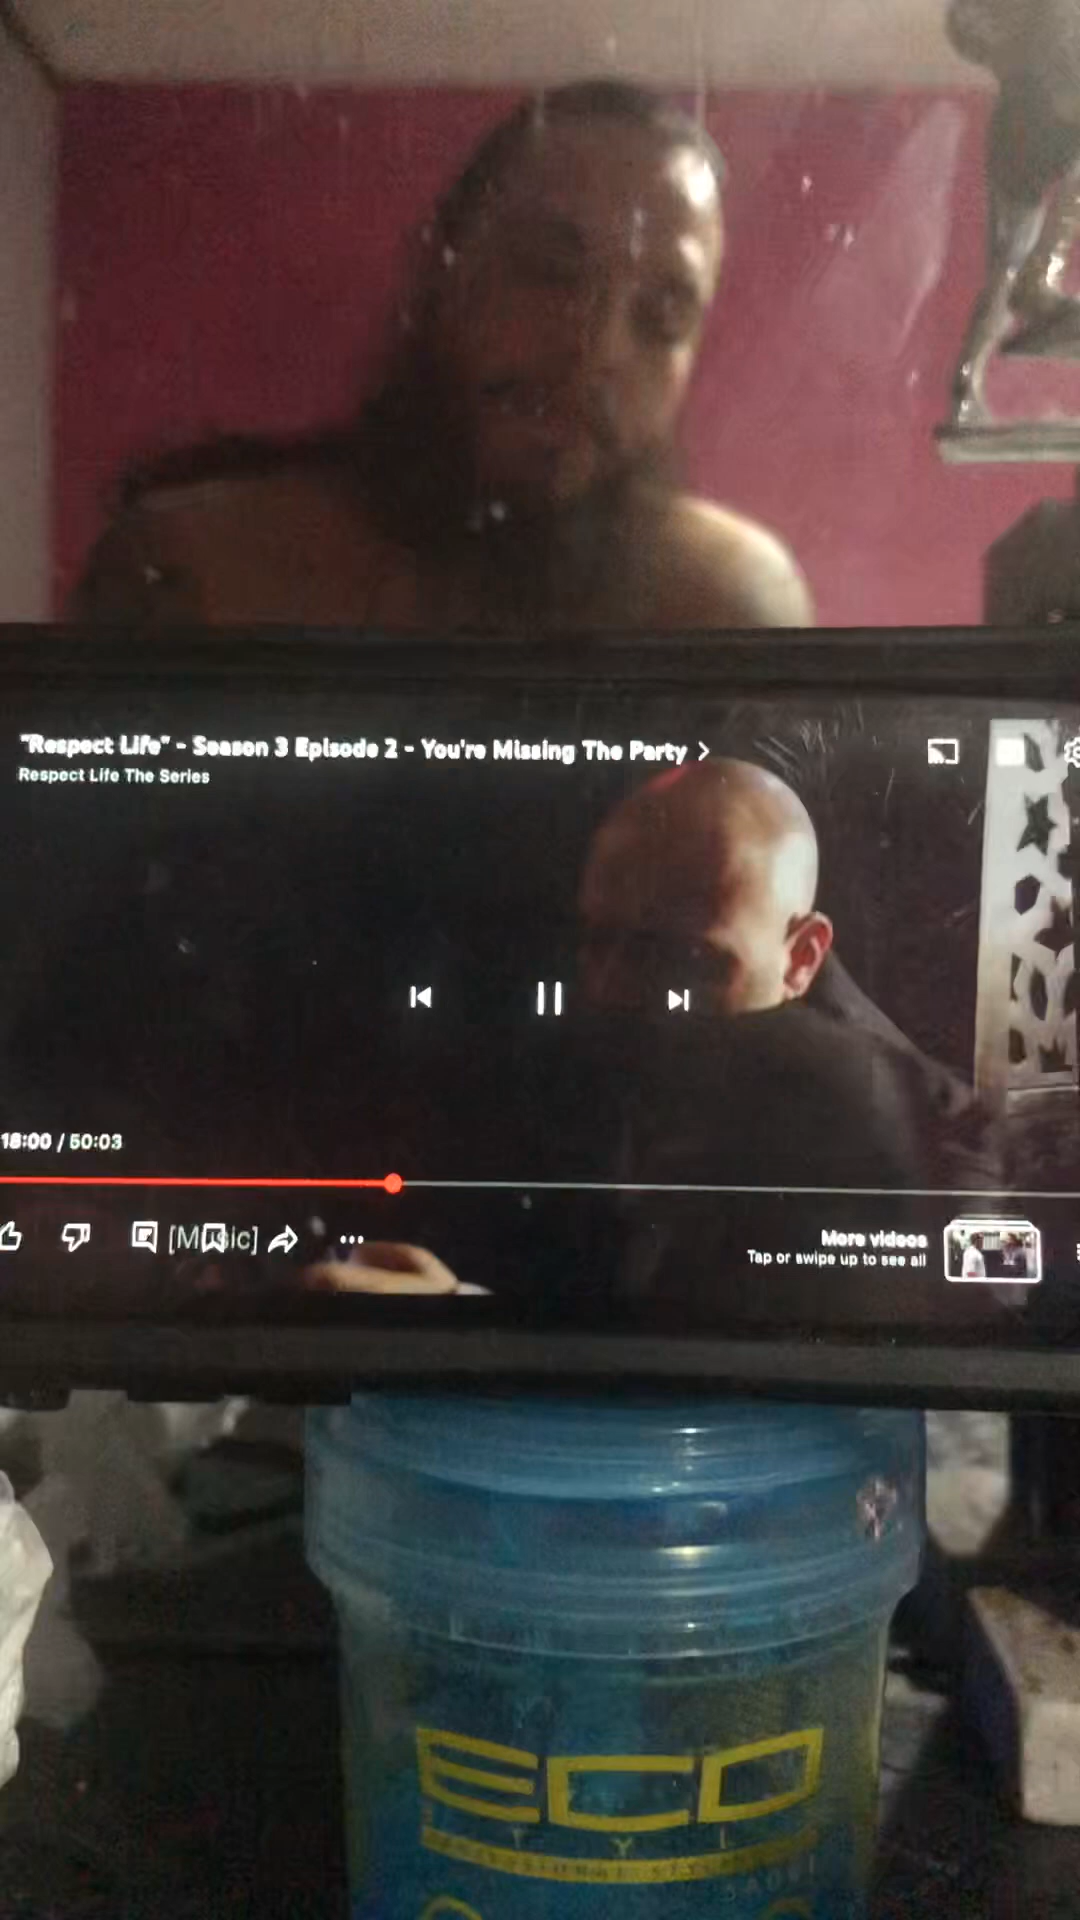 "Respect Life" - Season 3 Episode 2 - You're Missing The Party
Respect Life The Series
18:00 / 50:03
[Music]
More videos
Tap or swipe up to see all
ECO